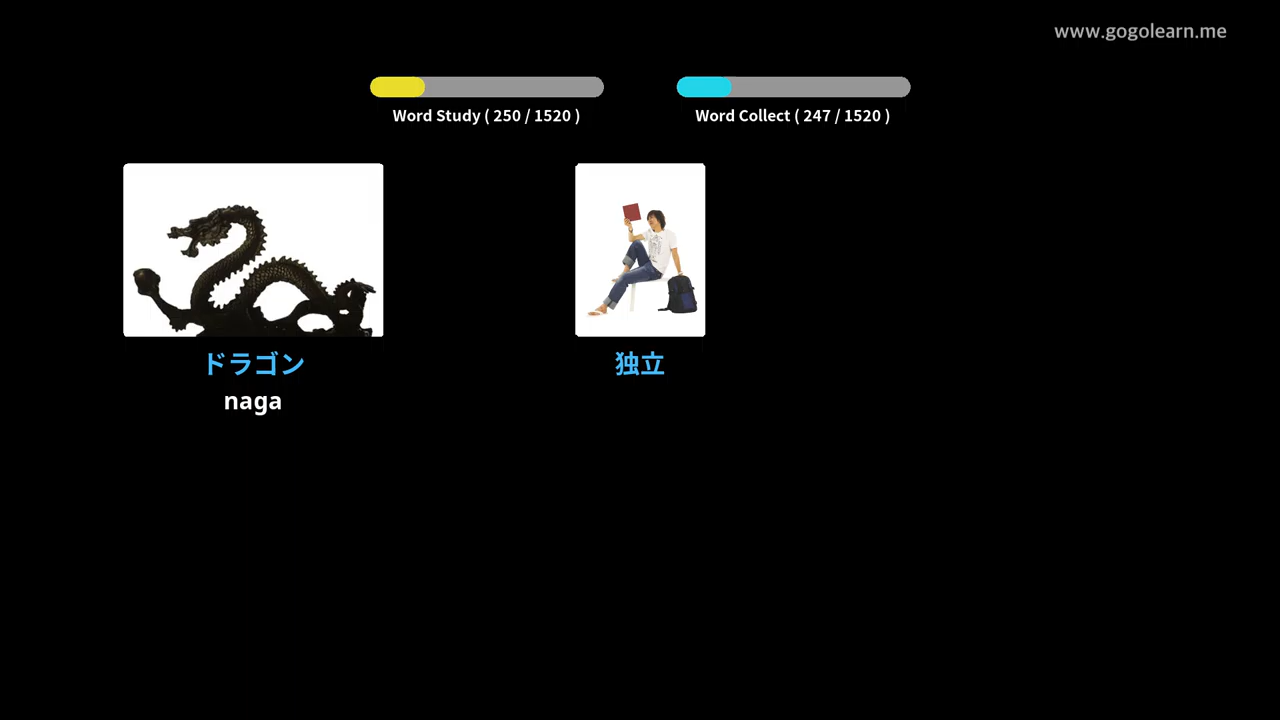 www.gogolearn.me
Word Study ( 250 / 1520 )
Word Collect ( 247 / 1520 )
ドラゴン
naga
独立